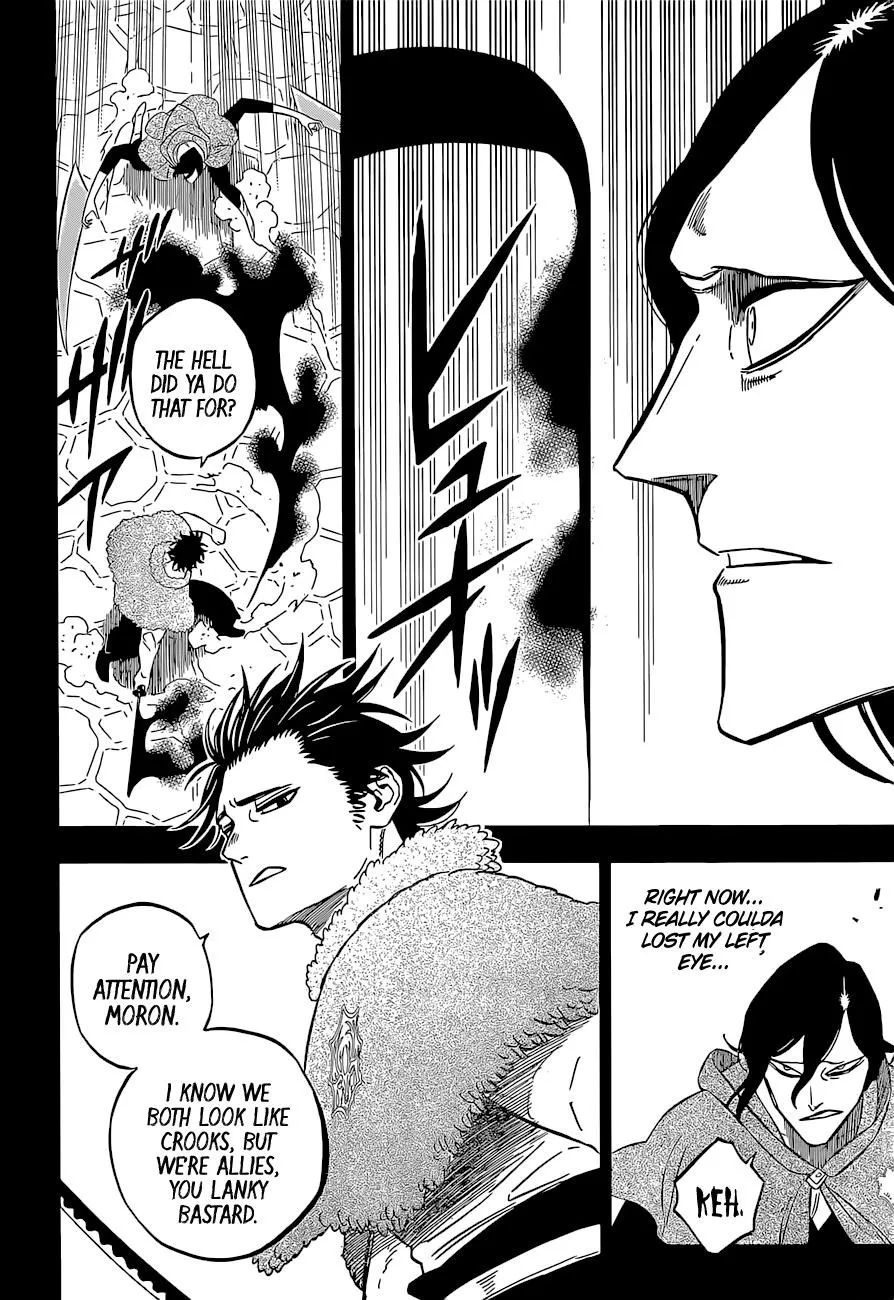 THE HELL
DID YA DO
THAT FOR?
RIGHT NOW...
I REALLY COULDA
LOST MY LEFT
EYE...
KEH.
PAY
ATTENTION,
MORON.
I KNOW WE
BOTH LOOK LIKE
CROOKS, BUT
WE'RE ALLIES,
YOU LANKY
BASTARD.